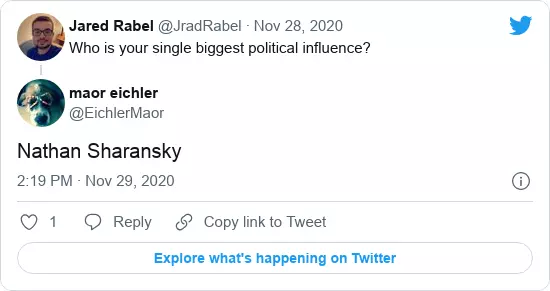 Jared Rabel @JradRabel · Nov 28, 2020
Who is your single biggest political influence?
maor eichler
@EichlerMaor
Nathan Sharansky
2:19 PM · Nov 29, 2020
1 Reply Copy link to Tweet
Explore what's happening on Twitter